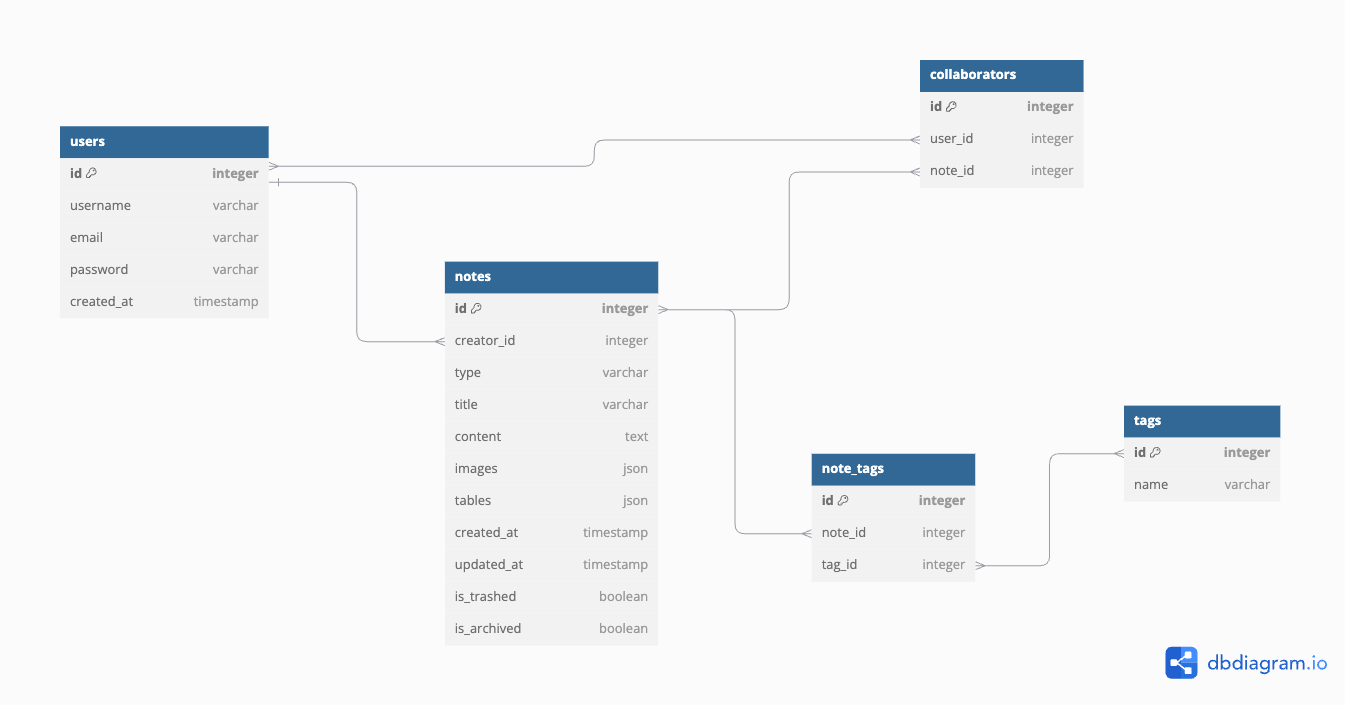 users
id integer
username varchar
email varchar
password varchar
created_at timestamp
notes
id integer
creator_id integer
type varchar
title varchar
content text
images json
tables json
created_at timestamp
updated_at timestamp
is_trashed boolean
is_archived boolean
collaborators
id integer
user_id integer
note_id integer
note_tags
id integer
note_id integer
tag_id integer
tags
id integer
name varchar
dbdiagram.io